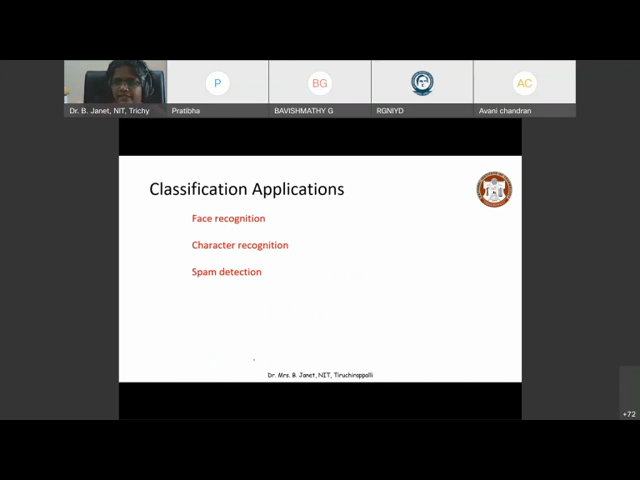 P
BG
AC
Dr. B. Janet, NIT, Trichy
Pratibha
BAVISHMATHY G
RGNIYD
Avani chandran
Classification Applications
Face recognition
Character recognition
Spam detection
Dr. Mrs. B. Janet, NIT, Tiruchirappalli
+72